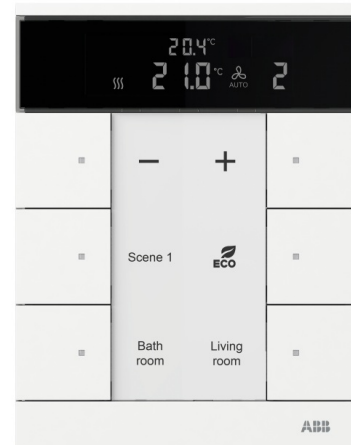 20.4°C
21.0°C AUTO 2
− +
Scene 1 ECO
Bath Living
room room
ABB